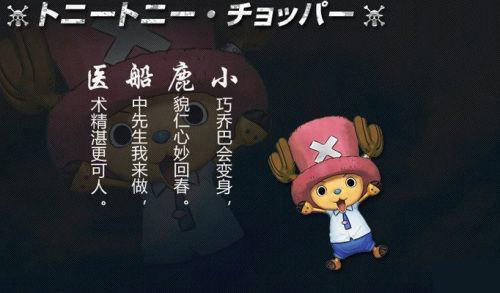 トニートニー・チョッパー
小巧乔巴会变身，
鹿貌仁心妙回春。
船中先生我来做，
医术精湛更可人。